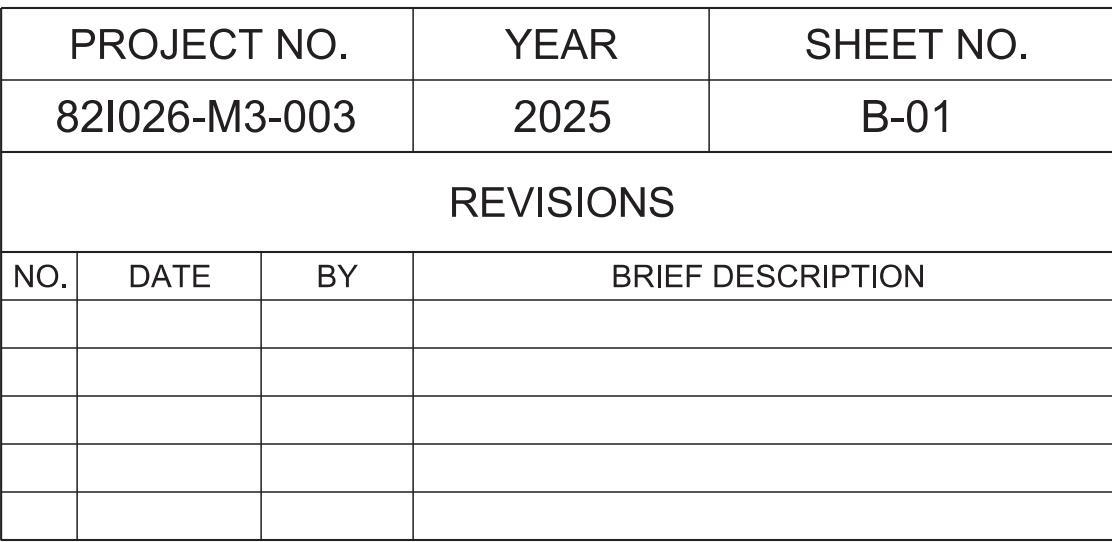 PROJECT NO. YEAR SHEET NO.
82I026-M3-003 2025 B-01
REVISIONS
NO. DATE BY BRIEF DESCRIPTION